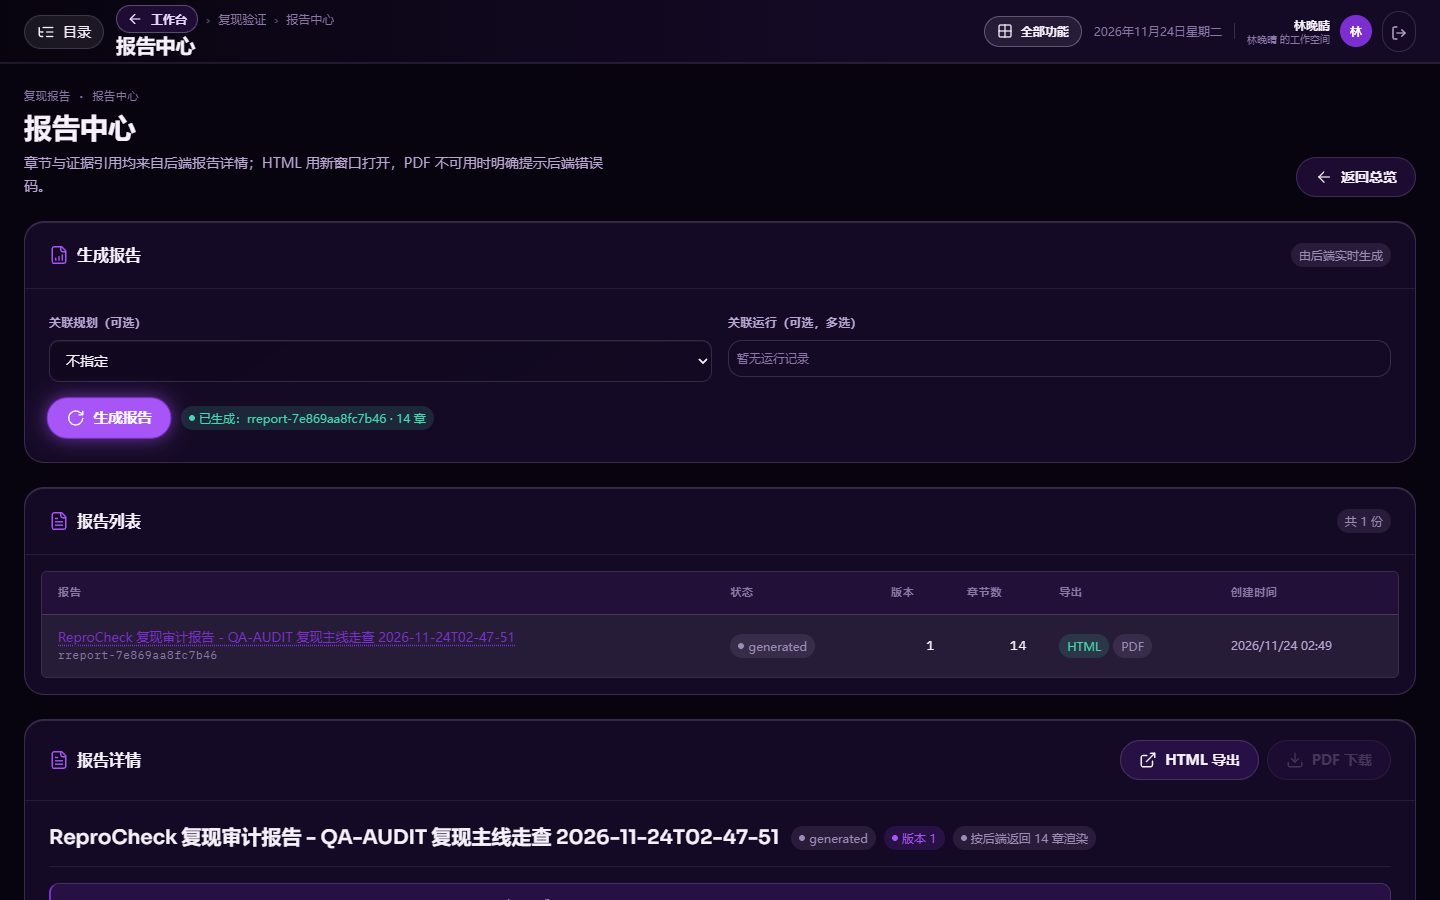 目录
工作台 › 复现验证 › 报告中心
报告中心
全部功能
2026年11月24日星期二
林晚晴
林晚晴 的工作空间
林
复现报告 · 报告中心
报告中心
章节与证据引用均来自后端报告详情；HTML 用新窗口打开，PDF 不可用时明确提示后端错误
码。
返回总览
生成报告
由后端实时生成
关联规划（可选）
关联运行（可选，多选）
不指定
暂无运行记录
生成报告
已生成：rreport-7e869aa8fc7b46 · 14 章
报告列表
共 1 份
报告 状态 版本 章节数 导出 创建时间
ReproCheck 复现审计报告 - QA-AUDIT 复现主线走查 2026-11-24T02-47-51
rreport-7e869aa8fc7b46
generated 1 14 HTML PDF 2026/11/24 02:49
报告详情
HTML 导出
PDF 下载
ReproCheck 复现审计报告 - QA-AUDIT 复现主线走查 2026-11-24T02-47-51
generated
版本 1
按后端返回 14 章渲染